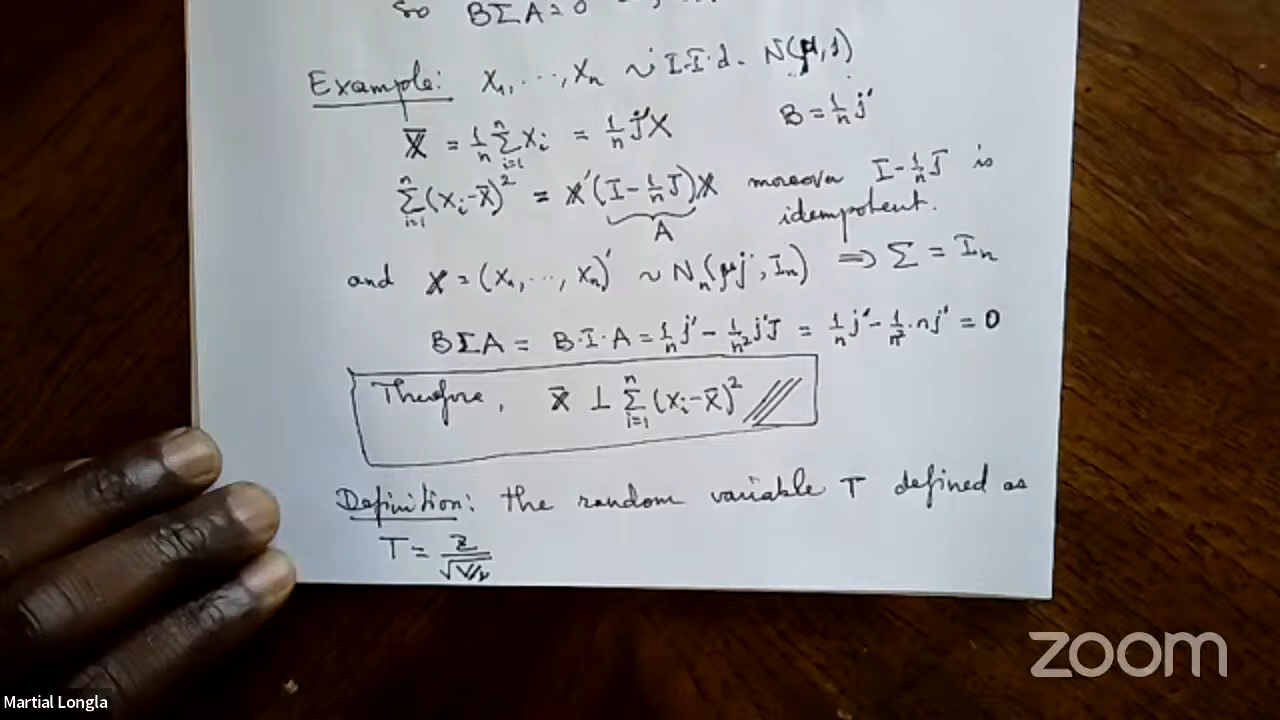 So BΣA = 0
Example: X₁, ..., Xₙ ~ I.I.d. N(μ,1)
X̄ = 1/n Σᵢ₌₁ⁿ Xᵢ = 1/n j'X B = 1/n j'
Σᵢ₌₁ⁿ (Xᵢ-X̄)² = X'(I - 1/n J)X moreover I - 1/n J is
A idempotent.
and X = (X₁, ..., Xₙ)' ~ Nₙ(μj, Iₙ) ⇒ Σ = Iₙ
BΣA = B·I·A = 1/n j' - 1/n² j'J = 1/n j' - 1/n² · nj' = 0
Therefore, X̄ ⊥ Σᵢ₌₁ⁿ (Xᵢ-X̄)²
Definition: the random variable T defined as
T = Z/√(V/r)
zoom
Martial Longla